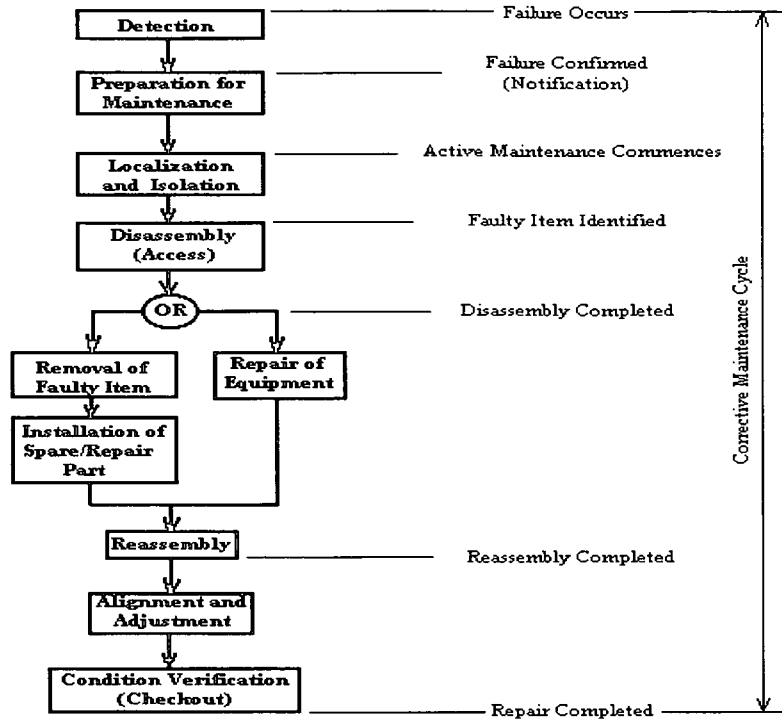 Detection
Failure Occurs
Preparation for
Maintenance
Failure Confirmed
(Notification)
Localization
and Isolation
Active Maintenance Commences
Disassembly
(Access)
Faulty Item Identified
OR
Disassembly Completed
Removal of
Faulty Item
Repair of
Equipment
Installation of
Spare/Repair
Part
Reassembly
Reassembly Completed
Alignment and
Adjustment
Condition Verification
(Checkout)
Repair Completed
Corrective Maintenance Cycle